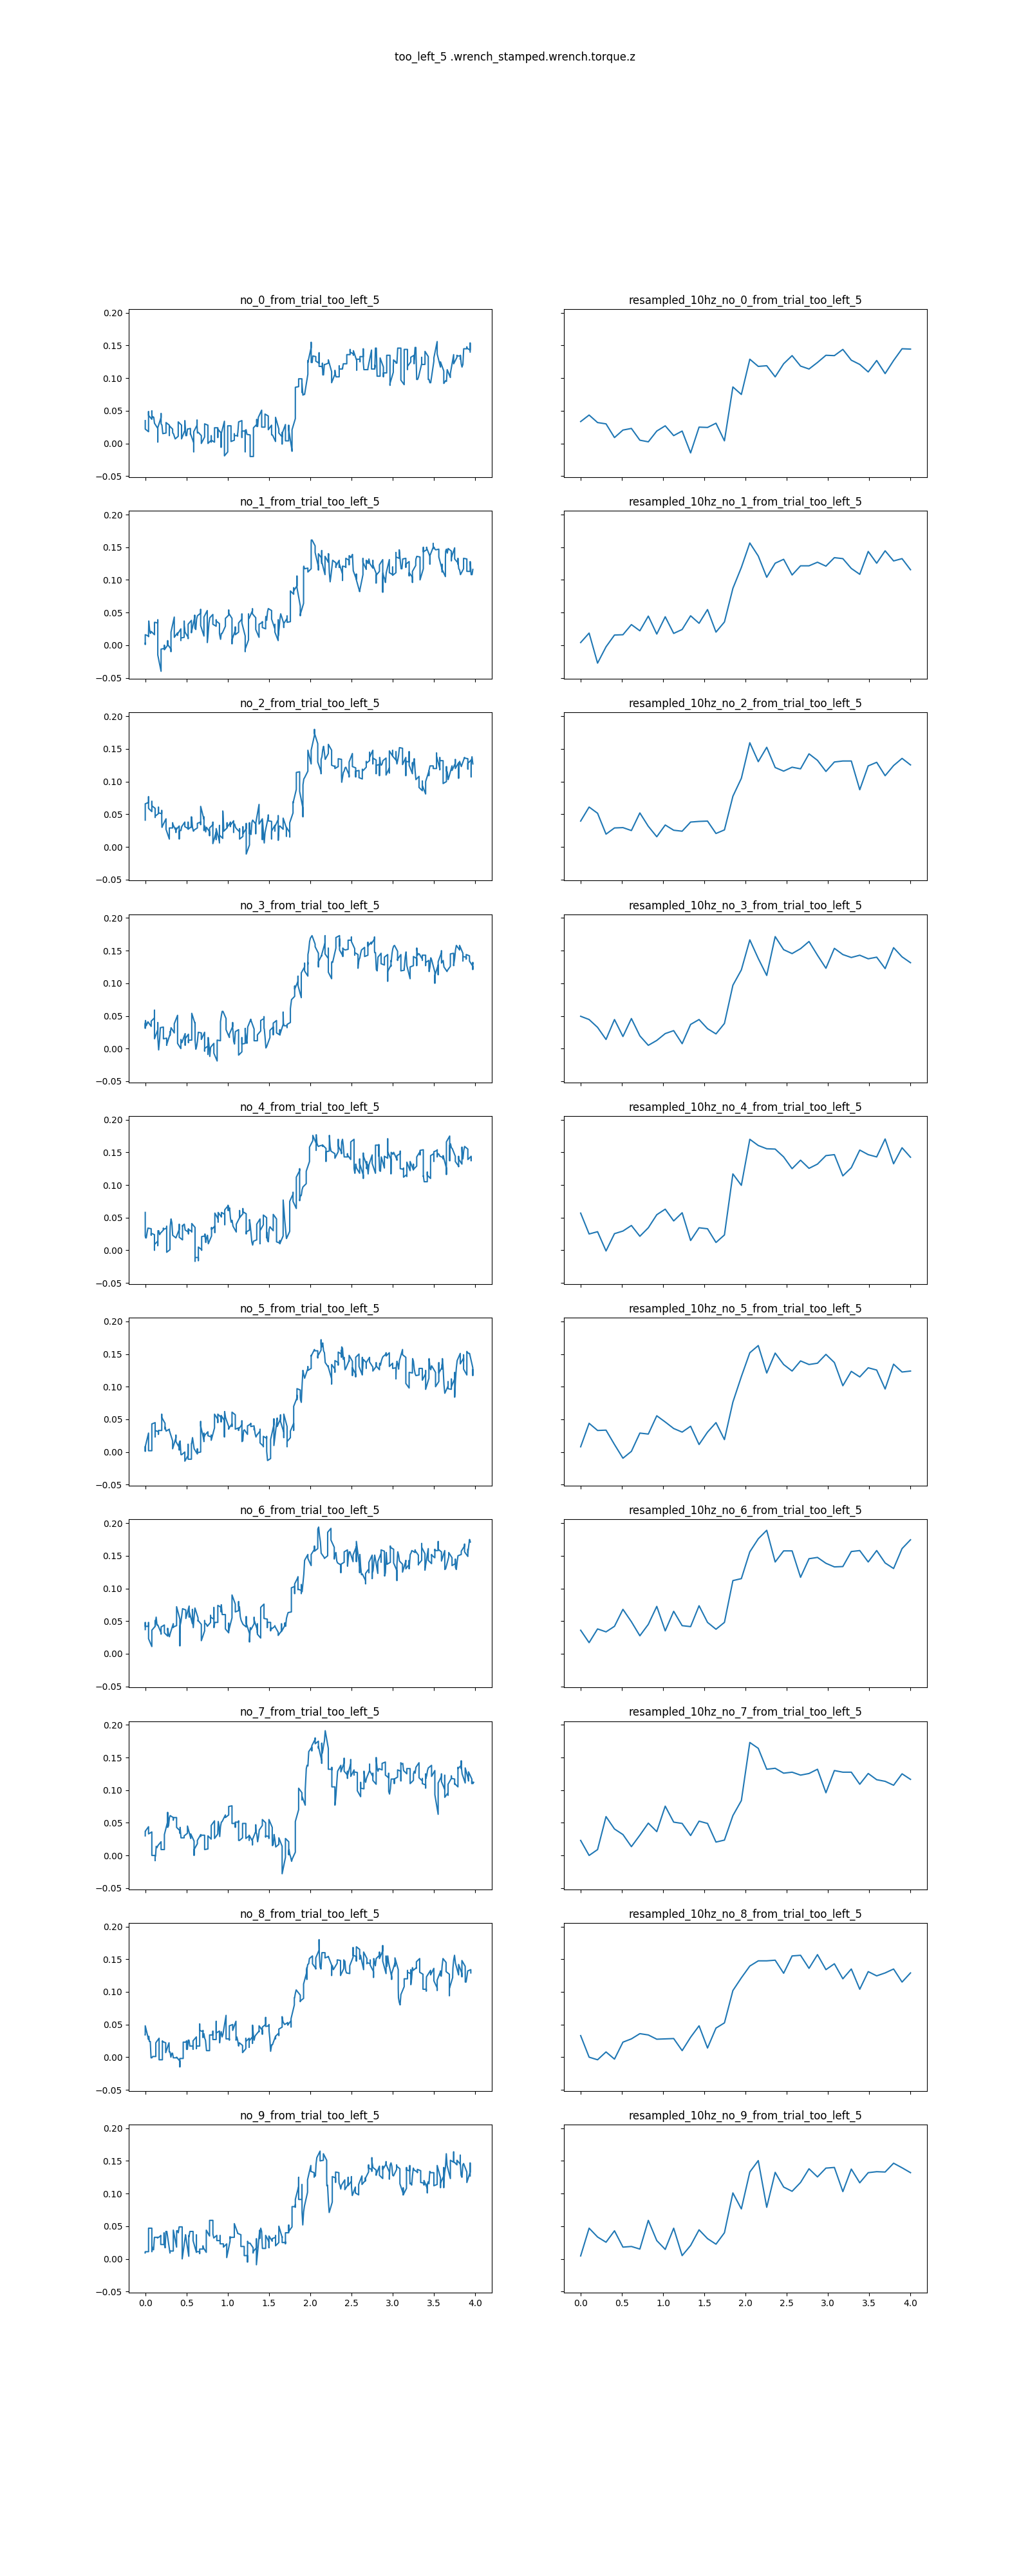 too_left_5 .wrench_stamped.wrench.torque.z
no_0_from_trial_too_left_5
resampled_10hz_no_0_from_trial_too_left_5
0.20
0.15
0.10
0.05
0.00
−0.05
no_1_from_trial_too_left_5
resampled_10hz_no_1_from_trial_too_left_5
0.20
0.15
0.10
0.05
0.00
−0.05
no_2_from_trial_too_left_5
resampled_10hz_no_2_from_trial_too_left_5
0.20
0.15
0.10
0.05
0.00
−0.05
no_3_from_trial_too_left_5
resampled_10hz_no_3_from_trial_too_left_5
0.20
0.15
0.10
0.05
0.00
−0.05
no_4_from_trial_too_left_5
resampled_10hz_no_4_from_trial_too_left_5
0.20
0.15
0.10
0.05
0.00
−0.05
no_5_from_trial_too_left_5
resampled_10hz_no_5_from_trial_too_left_5
0.20
0.15
0.10
0.05
0.00
−0.05
no_6_from_trial_too_left_5
resampled_10hz_no_6_from_trial_too_left_5
0.20
0.15
0.10
0.05
0.00
−0.05
no_7_from_trial_too_left_5
resampled_10hz_no_7_from_trial_too_left_5
0.20
0.15
0.10
0.05
0.00
−0.05
no_8_from_trial_too_left_5
resampled_10hz_no_8_from_trial_too_left_5
0.20
0.15
0.10
0.05
0.00
−0.05
no_9_from_trial_too_left_5
resampled_10hz_no_9_from_trial_too_left_5
0.20
0.15
0.10
0.05
0.00
−0.05
0.0 0.5 1.0 1.5 2.0 2.5 3.0 3.5 4.0
0.0 0.5 1.0 1.5 2.0 2.5 3.0 3.5 4.0